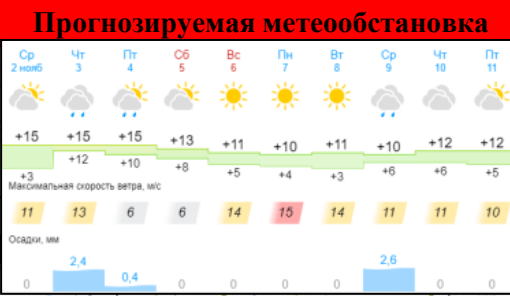 Прогнозируемая метеообстановка
Ср Чт Пт Сб Вс Пн Вт Ср Чт Пт
2 нояб 3 4 5 6 7 8 9 10 11
+15 +15 +15 +13 +11 +10 +11 +10 +12 +12
+3 +12 +10 +8 +5 +4 +3 +6 +6 +5
Максимальная скорость ветра, м/с
11 13 6 6 14 15 14 11 11 10
Осадки, мм
0 2,4 0,4 0 0 0 0 2,6 0 0